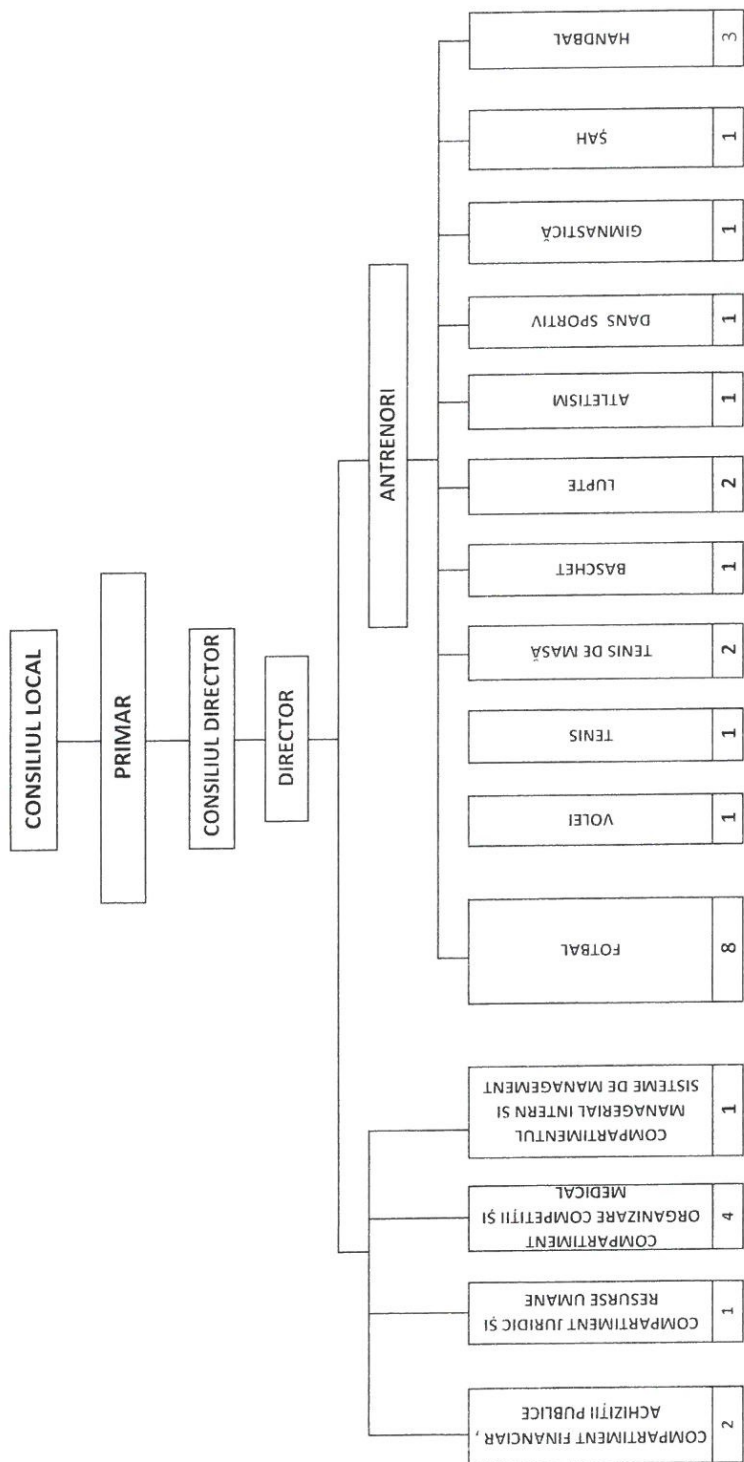 CONSILIUL LOCAL
PRIMAR
CONSILIUL DIRECTOR
DIRECTOR
ANTRENORI
COMPARTIMENT FINANCIAR ,
ACHIZIȚII PUBLICE
2
COMPARTIMENT JURIDIC ȘI
RESURSE UMANE
1
COMPARTIMENT
ORGANIZARE COMPETIȚII ȘI
MEDICAL
4
COMPARTIMENTUL
MANAGERIAL INTERN SI
SISTEME DE MANAGEMENT
1
FOTBAL
8
VOLEI
1
TENIS
1
TENIS DE MASĂ
2
BASCHET
1
LUPTE
2
ATLETISM
1
DANS SPORTIV
1
GIMNASTICĂ
1
ȘAH
1
HANDBAL
3